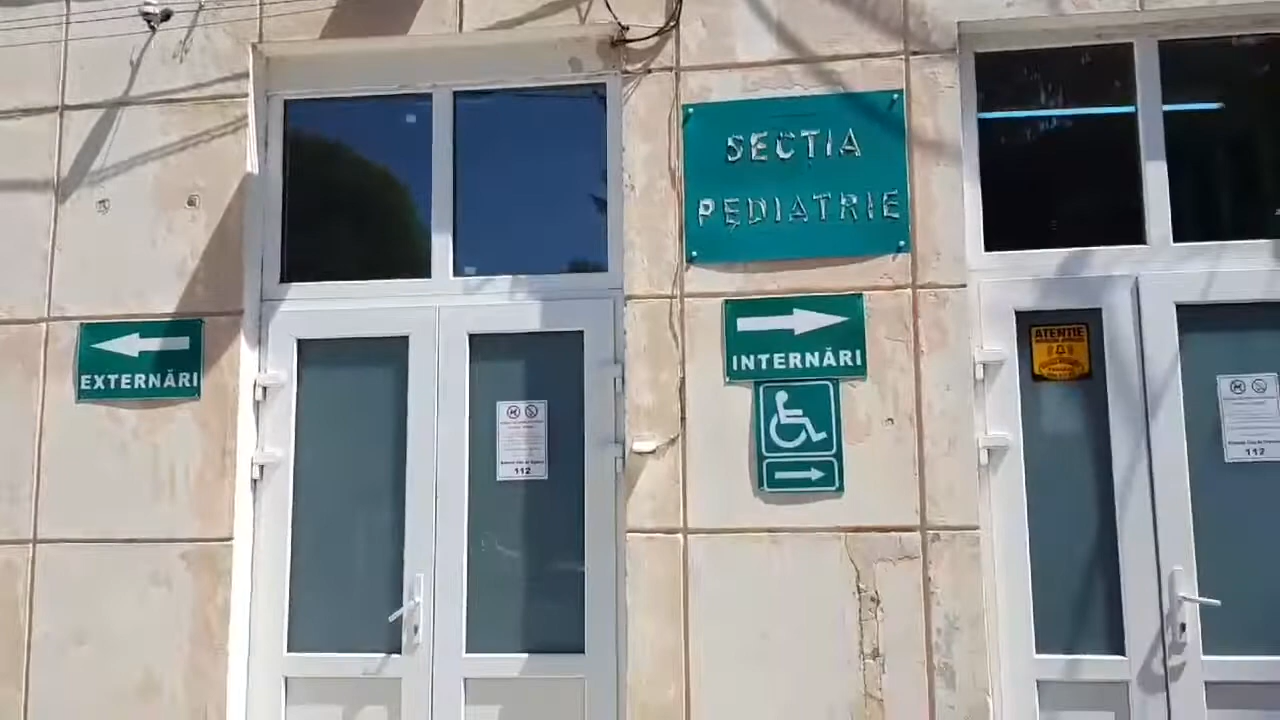 SECTIA
PEDIATRIE
EXTERNĂRI
INTERNĂRI
ATENTIE
112
112